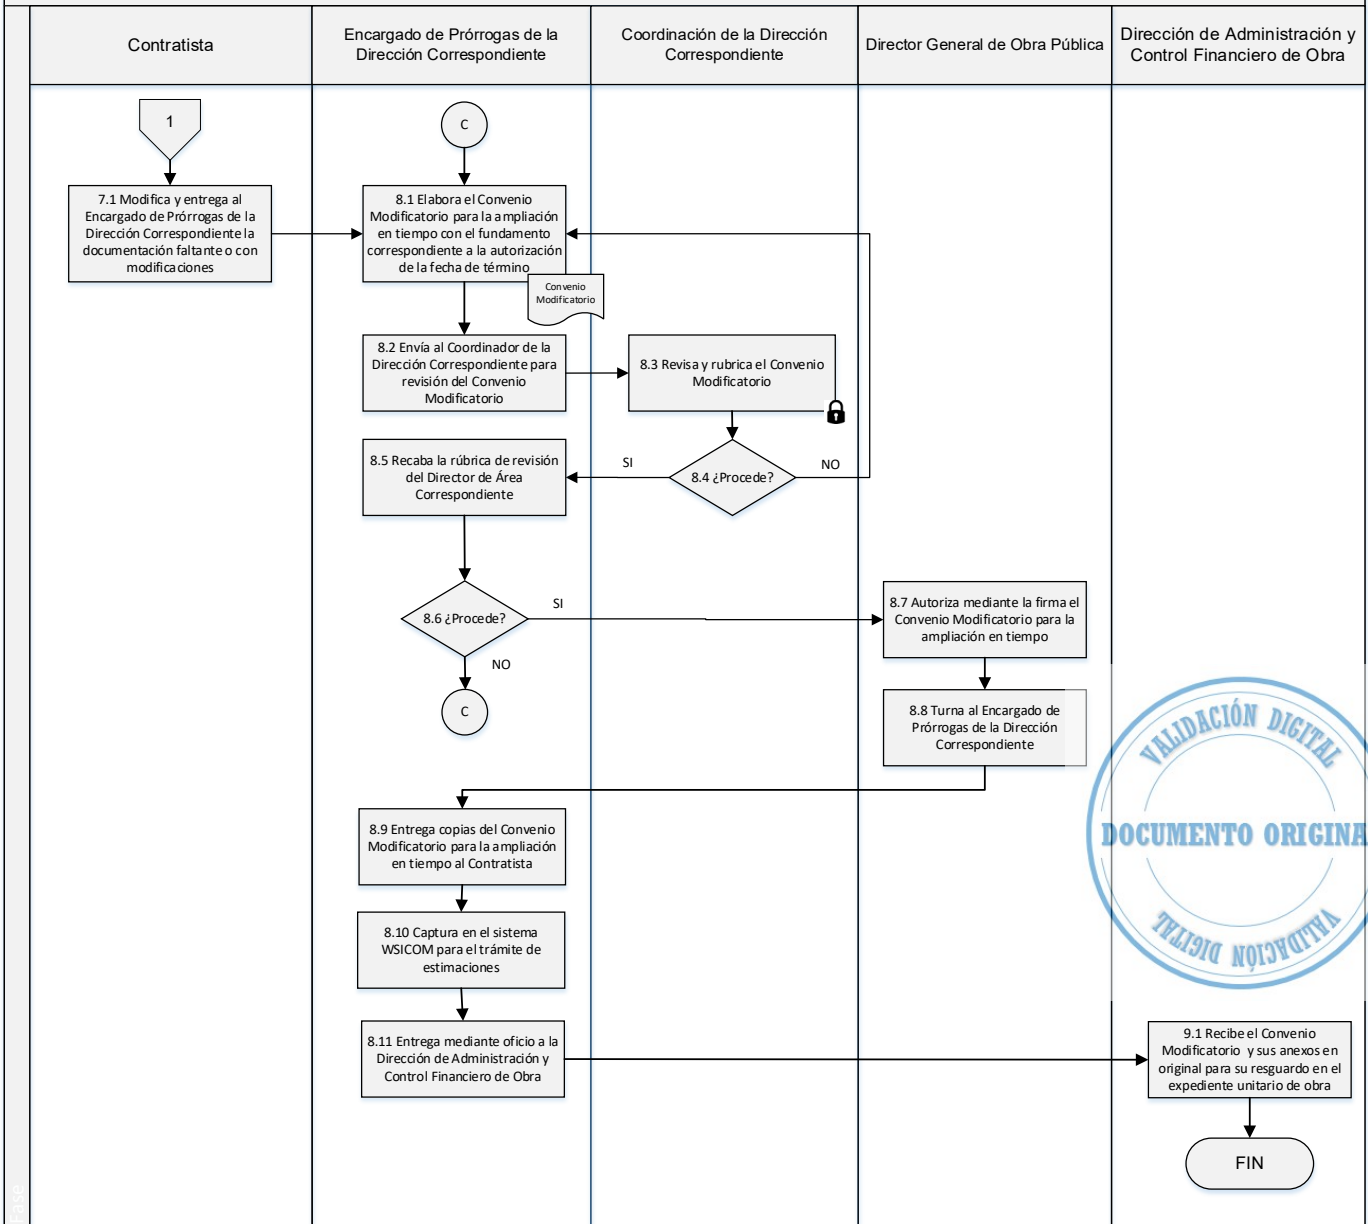 Contratista
Encargado de Prórrogas de la
Dirección Correspondiente
Coordinación de la Dirección
Correspondiente
Director General de Obra Pública
Dirección de Administración y
Control Financiero de Obra
1
C
7.1 Modifica y entrega al
Encargado de Prórrogas de la
Dirección Correspondiente la
documentación faltante o con
modificaciones
8.1 Elabora el Convenio
Modificatorio para la ampliación
en tiempo con el fundamento
correspondiente a la autorización
de la fecha de término
Convenio
Modificatorio
8.2 Envía al Coordinador de la
Dirección Correspondiente para
revisión del Convenio
Modificatorio
8.3 Revisa y rubrica el Convenio
Modificatorio
8.4 ¿Procede?
SI
NO
8.5 Recaba la rúbrica de revisión
del Director de Área
Correspondiente
8.6 ¿Procede?
SI
NO
C
8.7 Autoriza mediante la firma el
Convenio Modificatorio para la
ampliación en tiempo
8.8 Turna al Encargado de
Prórrogas de la Dirección
Correspondiente
VALIDACIÓN DIGITAL
DOCUMENTO ORIGINA
VALIDACIÓN DIGITAL
8.9 Entrega copias del Convenio
Modificatorio para la ampliación
en tiempo al Contratista
8.10 Captura en el sistema
WSICOM para el trámite de
estimaciones
8.11 Entrega mediante oficio a la
Dirección de Administración y
Control Financiero de Obra
9.1 Recibe el Convenio
Modificatorio y sus anexos en
original para su resguardo en el
expediente unitario de obra
FIN
Fase